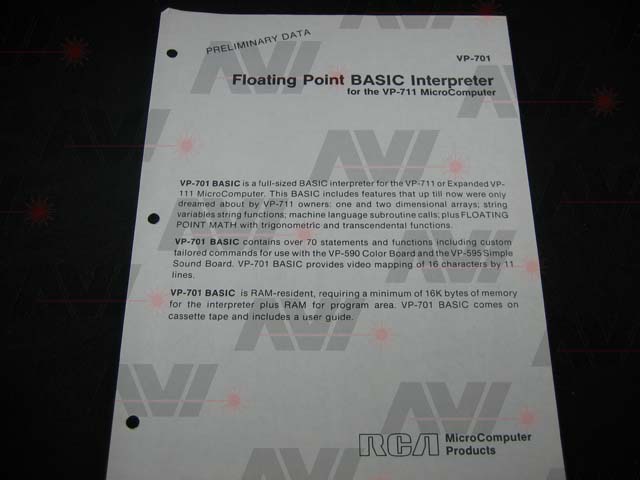 PRELIMINARY DATA
VP-701
Floating Point BASIC Interpreter
for the VP-711 MicroComputer
VP-701 BASIC is a full-sized BASIC interpreter for the VP-711 or Expanded VP-
111 MicroComputer. This BASIC includes features that up till now were only
dreamed about by VP-711 owners: one and two dimensional arrays; string
variables string functions; machine language subroutine calls; plus FLOATING
POINT MATH with trigonometric and transcendental functions.
VP-701 BASIC contains over 70 statements and functions including custom
tailored commands for use with the VP-590 Color Board and the VP-595 Simple
Sound Board. VP-701 BASIC provides video mapping of 16 characters by 11
lines.
VP-701 BASIC is RAM-resident, requiring a minimum of 16K bytes of memory
for the interpreter plus RAM for program area. VP-701 BASIC comes on
cassette tape and includes a user guide.
RCA MicroComputer
Products
AVI